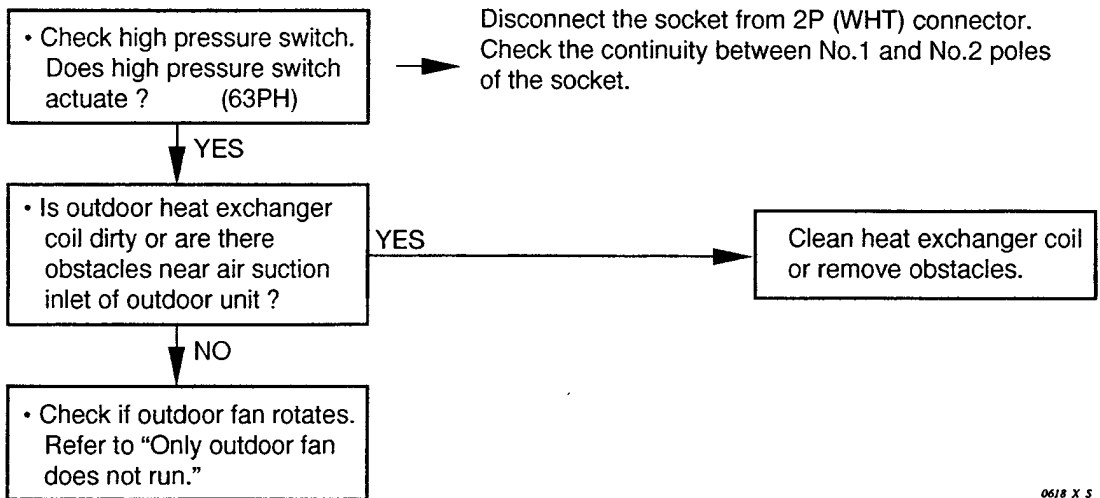 • Check high pressure switch.
Does high pressure switch
actuate ? (63PH)
Disconnect the socket from 2P (WHT) connector.
Check the continuity between No.1 and No.2 poles
of the socket.
YES
• Is outdoor heat exchanger
coil dirty or are there
obstacles near air suction
inlet of outdoor unit ?
YES
Clean heat exchanger coil
or remove obstacles.
NO
• Check if outdoor fan rotates.
Refer to “Only outdoor fan
does not run.”
0618 X S